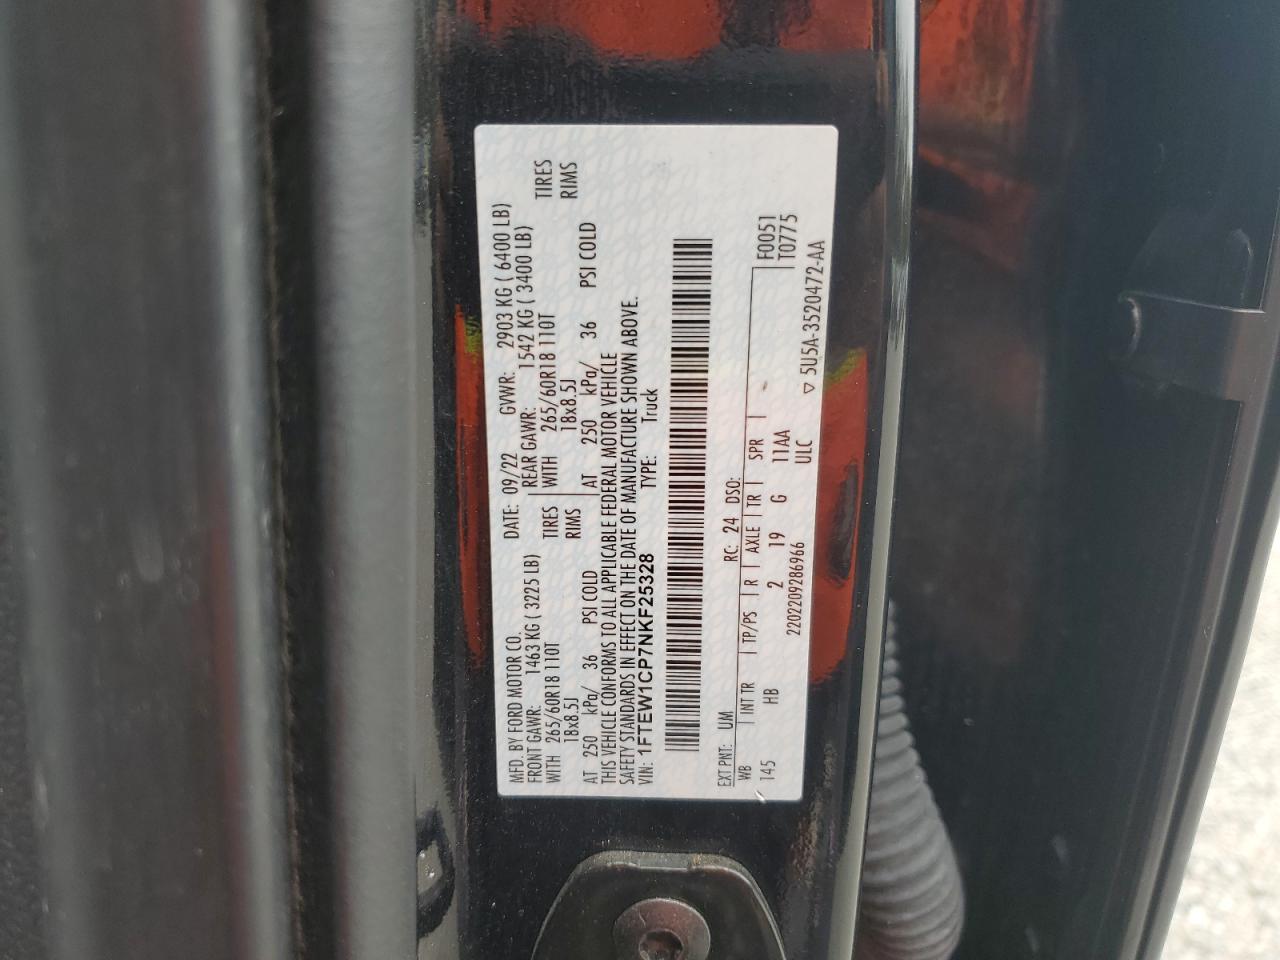 MFD. BY FORD MOTOR CO. DATE: 09/22 GVWR: 2903 KG ( 6400 LB)
FRONT GAWR: 1463 KG ( 3225 LB) REAR GAWR: 1542 KG ( 3400 LB)
WITH 265/60R18 110T TIRES WITH 265/60R18 110T TIRES
18x8.5J RIMS 18x8.5J RIMS
AT 250 kPa/ 36 PSI COLD AT 250 kPa/ 36 PSI COLD
THIS VEHICLE CONFORMS TO ALL APPLICABLE FEDERAL MOTOR VEHICLE
SAFETY STANDARDS IN EFFECT ON THE DATE OF MANUFACTURE SHOWN ABOVE.
VIN: 1FTEW1CP7NKF25328 TYPE: Truck
EXT PNT: UM RC: 24 DSO:
WB INT TR TP/PS R AXLE TR SPR F0051
145 HB 2 19 G 11AA T0775
2202209286966 ULC
▽ 5U5A-3520472-AA